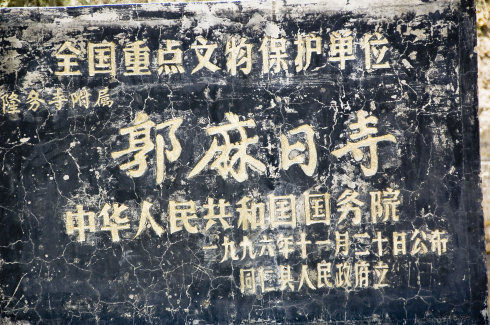 全国重点文物保护单位
隆务寺附属
郭麻日寺
中华人民共和国国务院
一九九六年十一月二十日公布
同仁县人民政府立